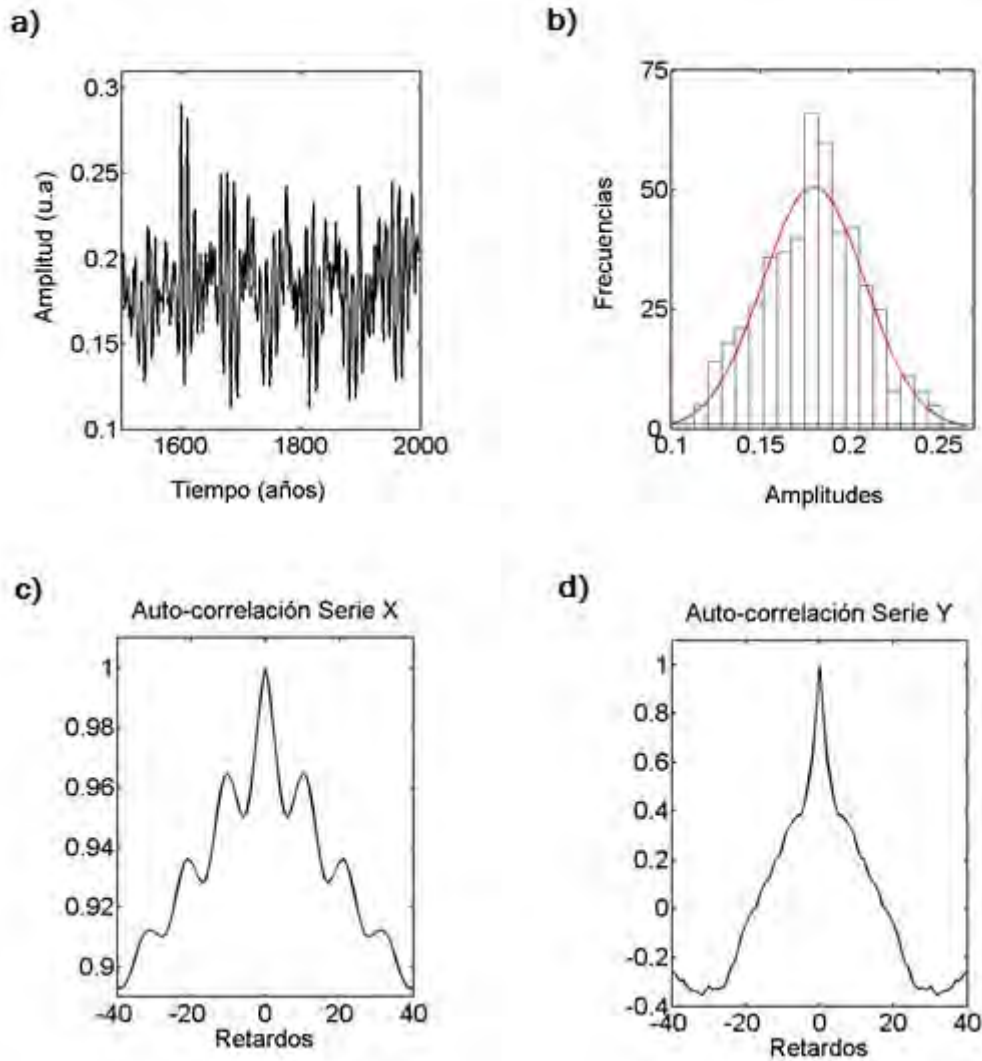 a)
0.3
0.25
0.2
0.15
0.1
Amplitud (u.a)
1600 1800 2000
Tiempo (años)
b)
75
50
25
0
Frecuencias
0.1 0.15 0.2 0.25
Amplitudes
c)
Auto-correlación Serie X
1
0.98
0.96
0.94
0.92
0.9
-40 -20 0 20 40
Retardos
d)
Auto-correlación Serie Y
1
0.8
0.6
0.4
0.2
0
-0.2
-0.4
-40 -20 0 20 40
Retardos